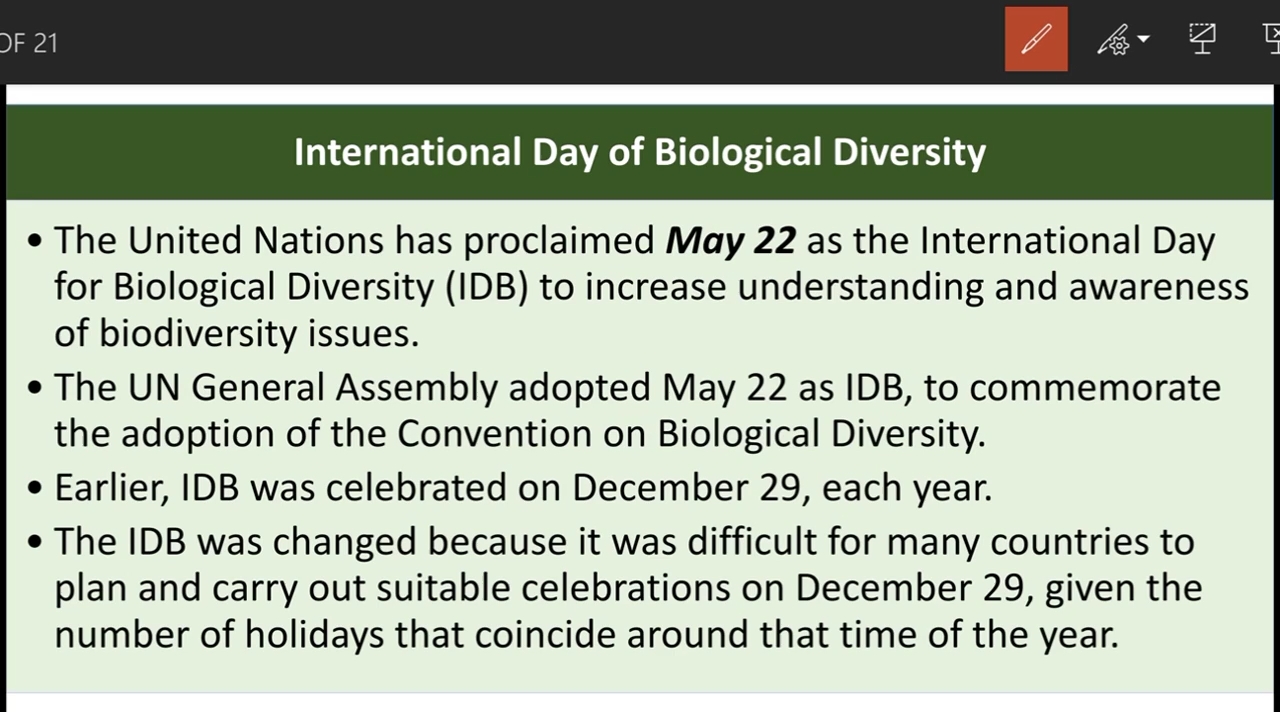 OF 21
International Day of Biological Diversity
• The United Nations has proclaimed May 22 as the International Day
for Biological Diversity (IDB) to increase understanding and awareness
of biodiversity issues.
• The UN General Assembly adopted May 22 as IDB, to commemorate
the adoption of the Convention on Biological Diversity.
• Earlier, IDB was celebrated on December 29, each year.
• The IDB was changed because it was difficult for many countries to
plan and carry out suitable celebrations on December 29, given the
number of holidays that coincide around that time of the year.